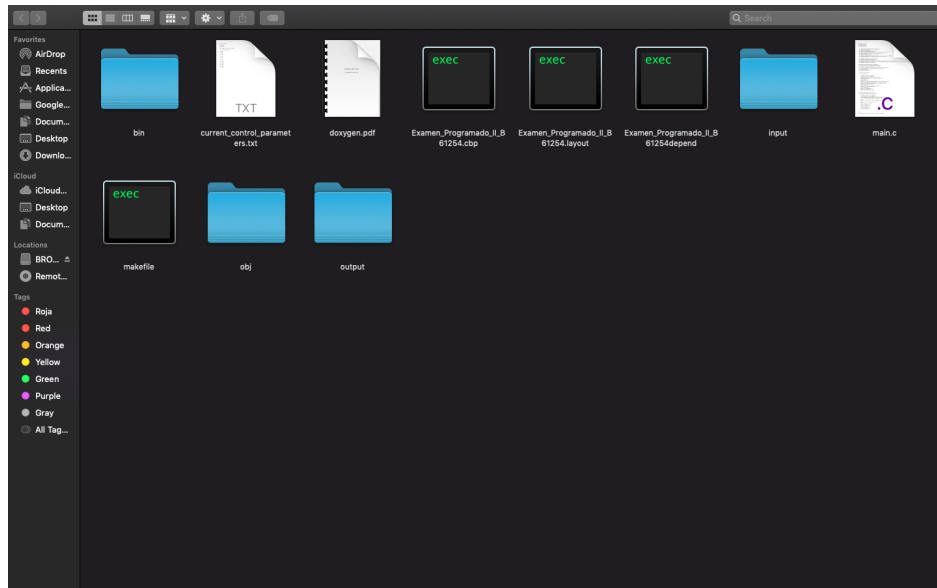 Search
Favorites
AirDrop
Recents
Applica...
Google...
Docum...
Desktop
Downlo...
iCloud
iCloud...
Desktop
Docum...
Locations
BRO...
Remot...
Tags
Roja
Red
Orange
Yellow
Green
Purple
Gray
All Tag...
TXT
exec
exec
exec
.C
bin
current_control_paramet
ers.txt
doxygen.pdf
Examen_Programado_II_B
61254.cbp
Examen_Programado_II_B
61254.layout
Examen_Programado_II_B
61254depend
input
main.c
exec
makefile
obj
output